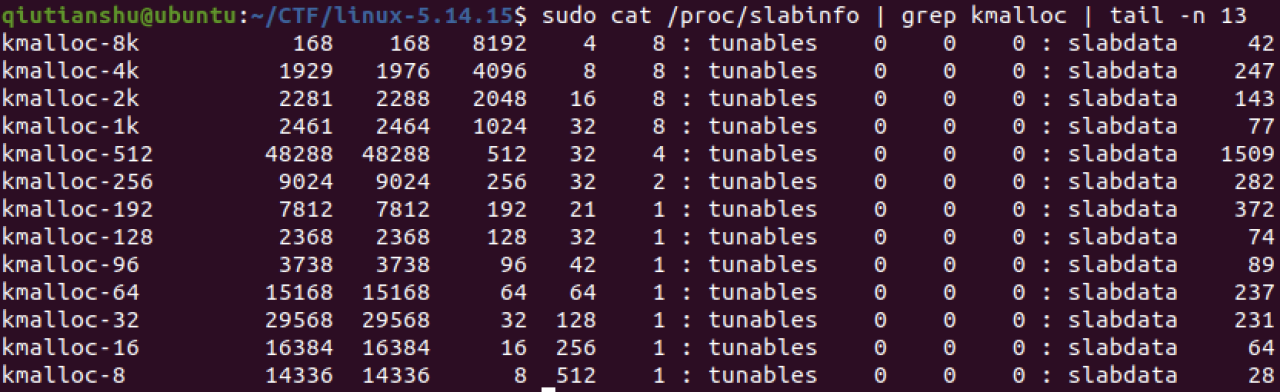 qiutianshu@ubuntu:~/CTF/linux-5.14.15$ sudo cat /proc/slabinfo | grep kmalloc | tail -n 13
kmalloc-8k 168 168 8192 4 8 : tunables 0 0 0 : slabdata 42
kmalloc-4k 1929 1976 4096 8 8 : tunables 0 0 0 : slabdata 247
kmalloc-2k 2281 2288 2048 16 8 : tunables 0 0 0 : slabdata 143
kmalloc-1k 2461 2464 1024 32 8 : tunables 0 0 0 : slabdata 77
kmalloc-512 48288 48288 512 32 4 : tunables 0 0 0 : slabdata 1509
kmalloc-256 9024 9024 256 32 2 : tunables 0 0 0 : slabdata 282
kmalloc-192 7812 7812 192 21 1 : tunables 0 0 0 : slabdata 372
kmalloc-128 2368 2368 128 32 1 : tunables 0 0 0 : slabdata 74
kmalloc-96 3738 3738 96 42 1 : tunables 0 0 0 : slabdata 89
kmalloc-64 15168 15168 64 64 1 : tunables 0 0 0 : slabdata 237
kmalloc-32 29568 29568 32 128 1 : tunables 0 0 0 : slabdata 231
kmalloc-16 16384 16384 16 256 1 : tunables 0 0 0 : slabdata 64
kmalloc-8 14336 14336 8 512 1 : tunables 0 0 0 : slabdata 28